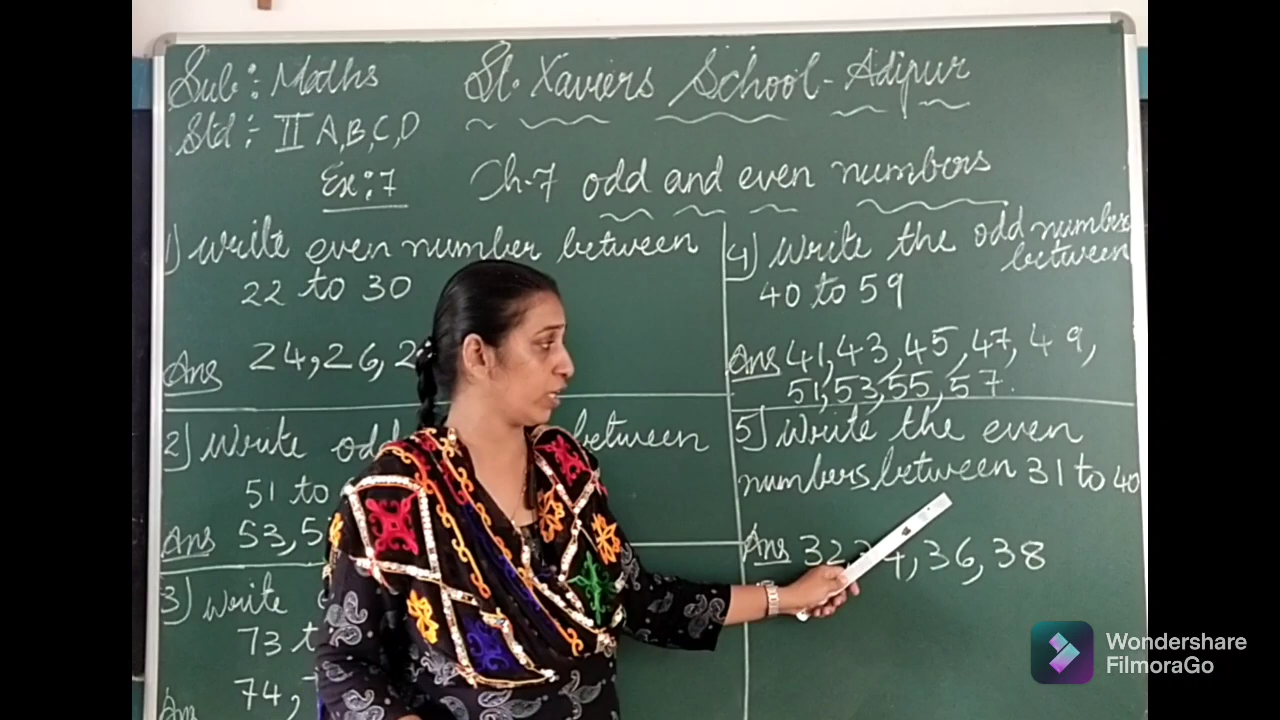 Sub:- Maths
St. Xaviers School - Adipur
Std:- II A,B,C,D
Ex:7
Ch-7 odd and even numbers
1) Write even number between
22 to 30
Ans 24,26,2
2) Write odd between
51 to
Ans 53,5
3) Write
73 t
Ans 74,
4) Write the odd number
between
40 to 59
Ans 41,43,45,47,49,
51,53,55,57.
5) Write the even
numbers between 31 to 40
Ans 32,34,36,38
Wondershare
FilmoraGo